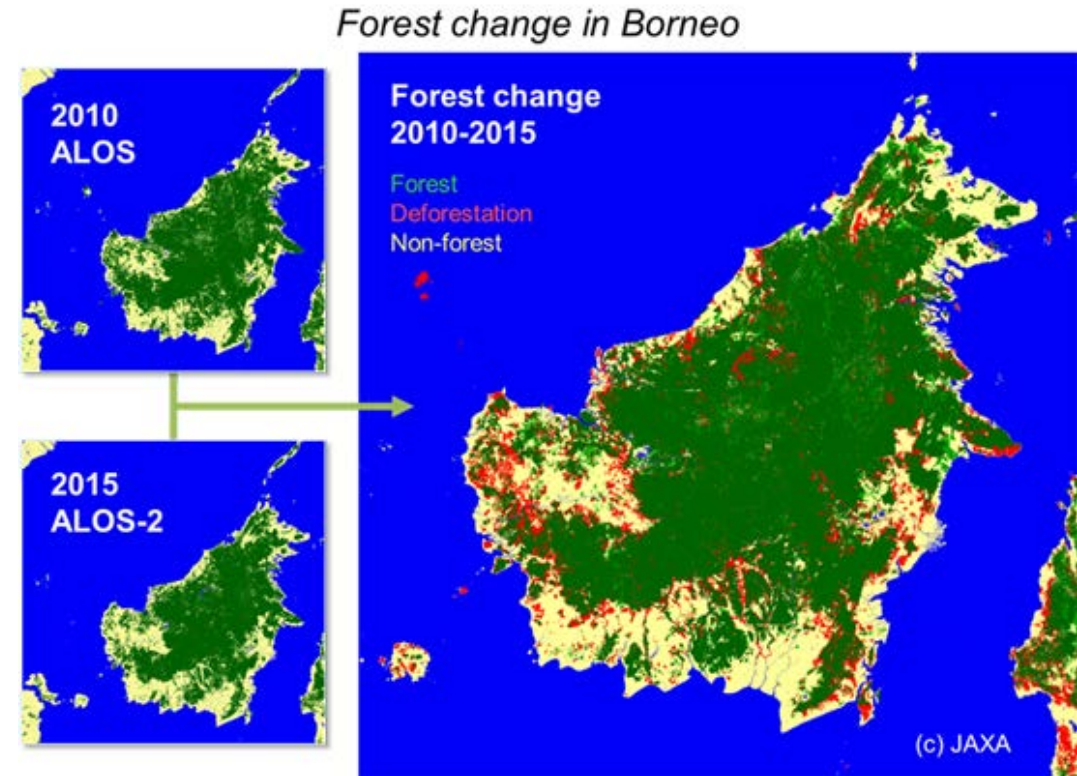 Forest change in Borneo
2010
ALOS
2015
ALOS-2
Forest change
2010-2015
Forest
Deforestation
Non-forest
(c) JAXA